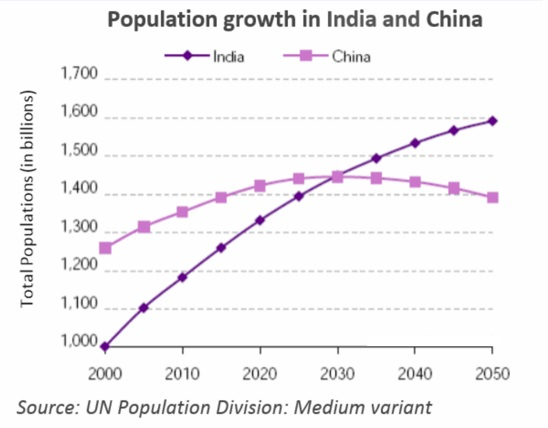 Population growth in India and China
India China
Total Populations (in billions)
1,700
1,600
1,500
1,400
1,300
1,200
1,100
1,000
2000 2010 2020 2030 2040 2050
Source: UN Population Division: Medium variant